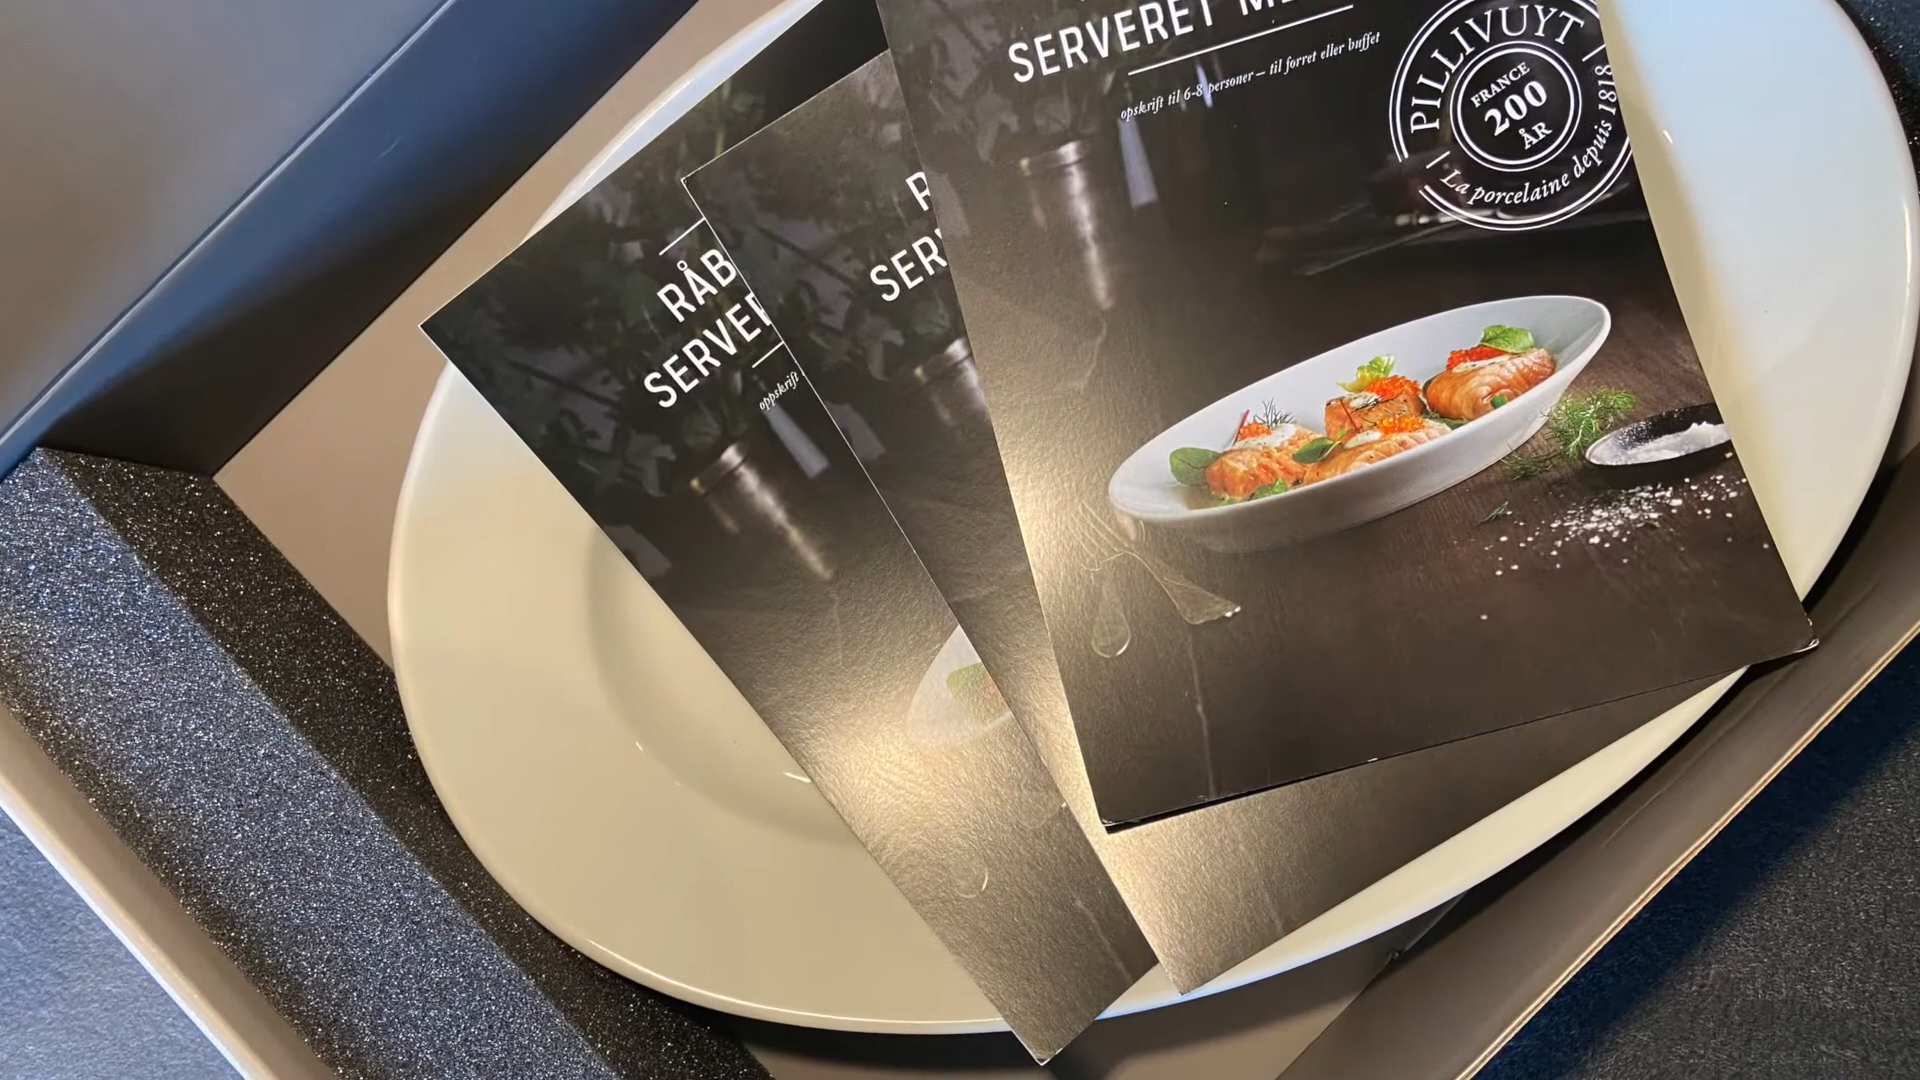 SERVERET
opskrift til 6-8 personer – til forret eller buffet
PILLIVUYT
FRANCE
200
ÅR
La porcelaine depuis 1818
RÅB
SERVER
oppskrift
R
SER